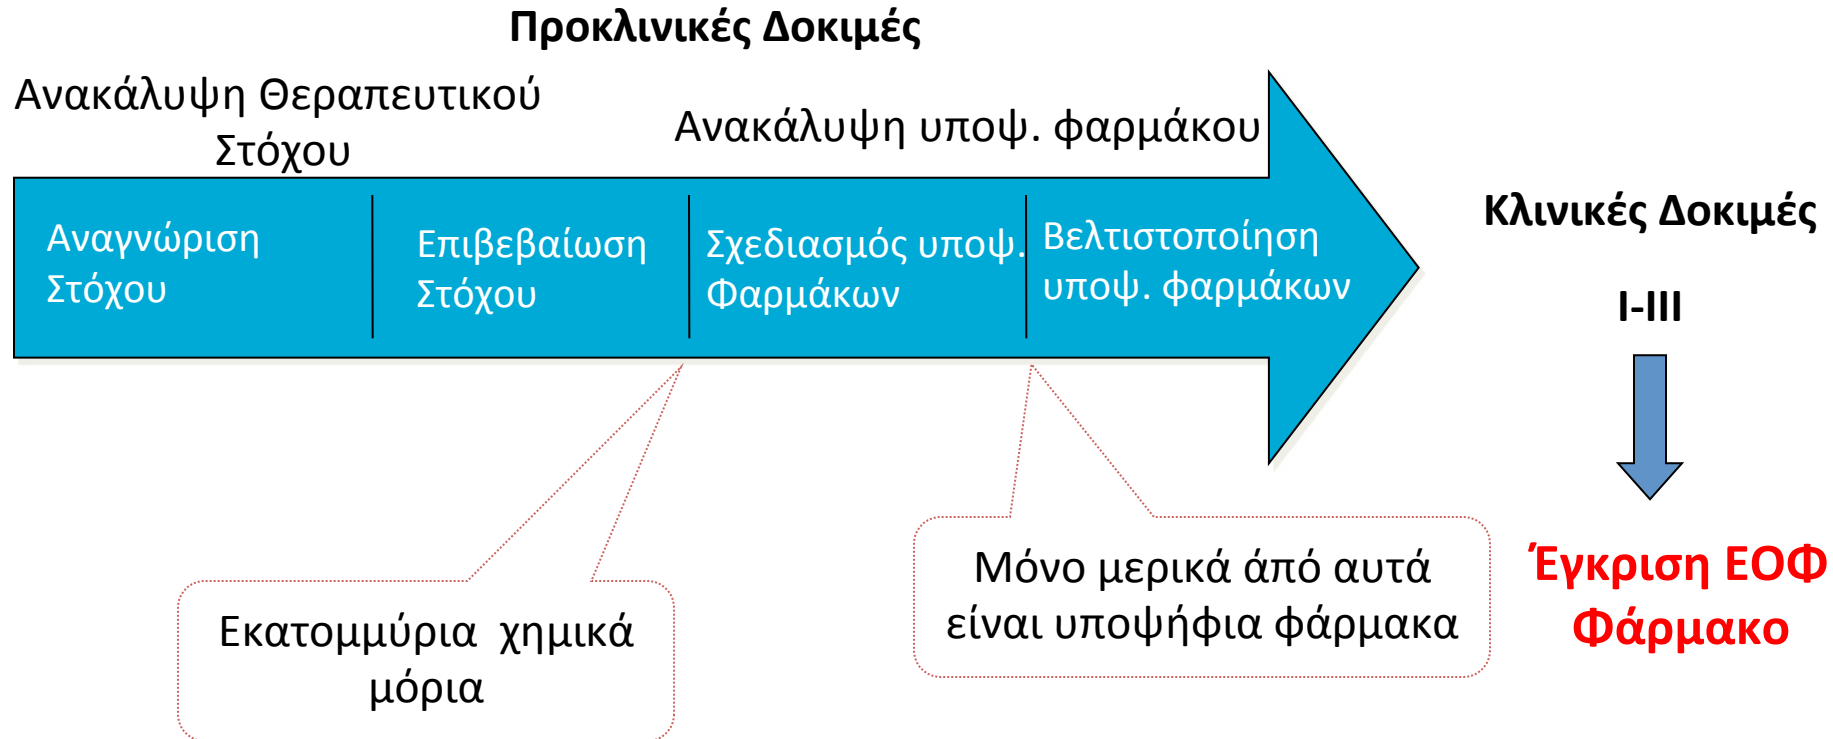 Προκλινικές Δοκιμές
Ανακάλυψη Θεραπευτικού
Στόχου
Ανακάλυψη υποψ. φαρμάκου
Αναγνώριση
Στόχου
Επιβεβαίωση
Στόχου
Σχεδιασμός υποψ.
Φαρμάκων
Βελτιστοποίηση
υποψ. φαρμάκων
Κλινικές Δοκιμές
I-III
Εκατομμύρια χημικά
μόρια
Μόνο μερικά άπό αυτά
είναι υποψήφια φάρμακα
Έγκριση ΕΟΦ
Φάρμακο